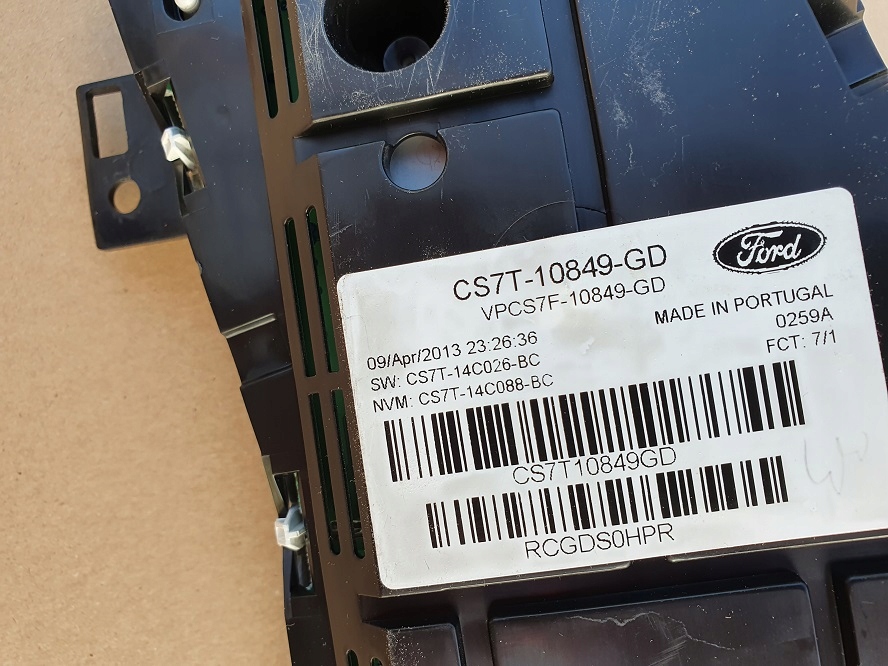 CS7T-10849-GD
Ford
VPCS7F-10849-GD
MADE IN PORTUGAL
09/Apr/2013 23:26:36
0259A
SW: CS7T-14C026-BC
FCT: 7/1
NVM: CS7T-14C088-BC
CS7T10849GD
RCGDS0HPR